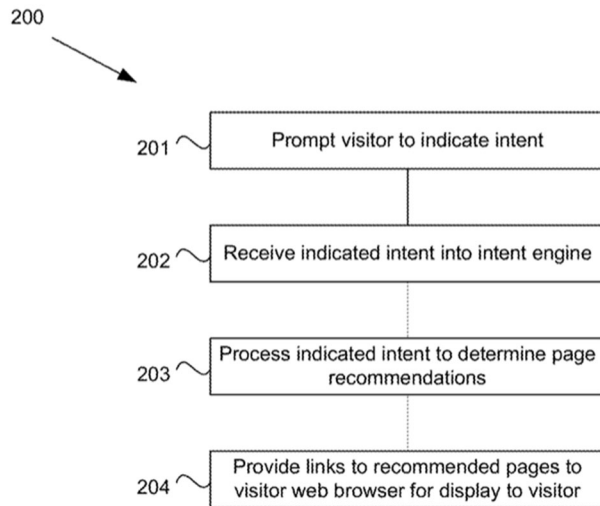 200
201
Prompt visitor to indicate intent
202
Receive indicated intent into intent engine
203
Process indicated intent to determine page
recommendations
204
Provide links to recommended pages to
visitor web browser for display to visitor